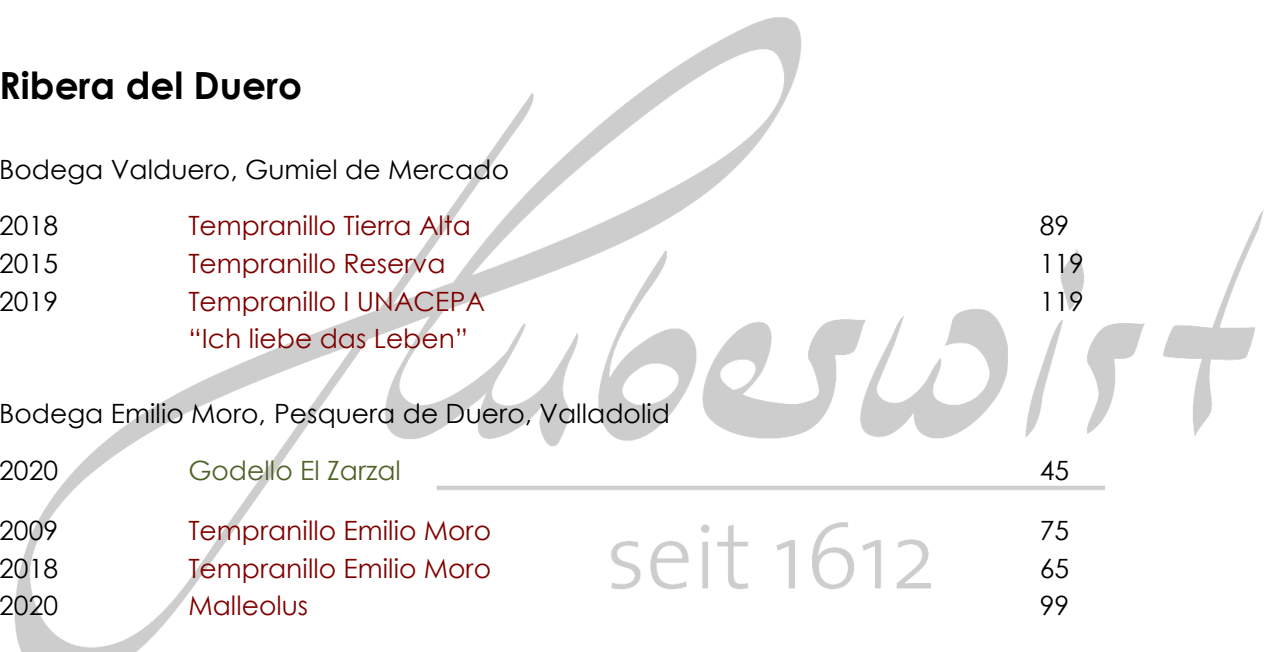 Ribera del Duero
Bodega Valduero, Gumiel de Mercado
2018 Tempranillo Tierra Alta 89
2015 Tempranillo Reserva 119
2019 Tempranillo I UNACEPA 119
“Ich liebe das Leben”
Hubeswirt
Bodega Emilio Moro, Pesquera de Duero, Valladolid
2020 Godello El Zarzal 45
2009 Tempranillo Emilio Moro 75
seit 1612
2018 Tempranillo Emilio Moro 65
2020 Malleolus 99